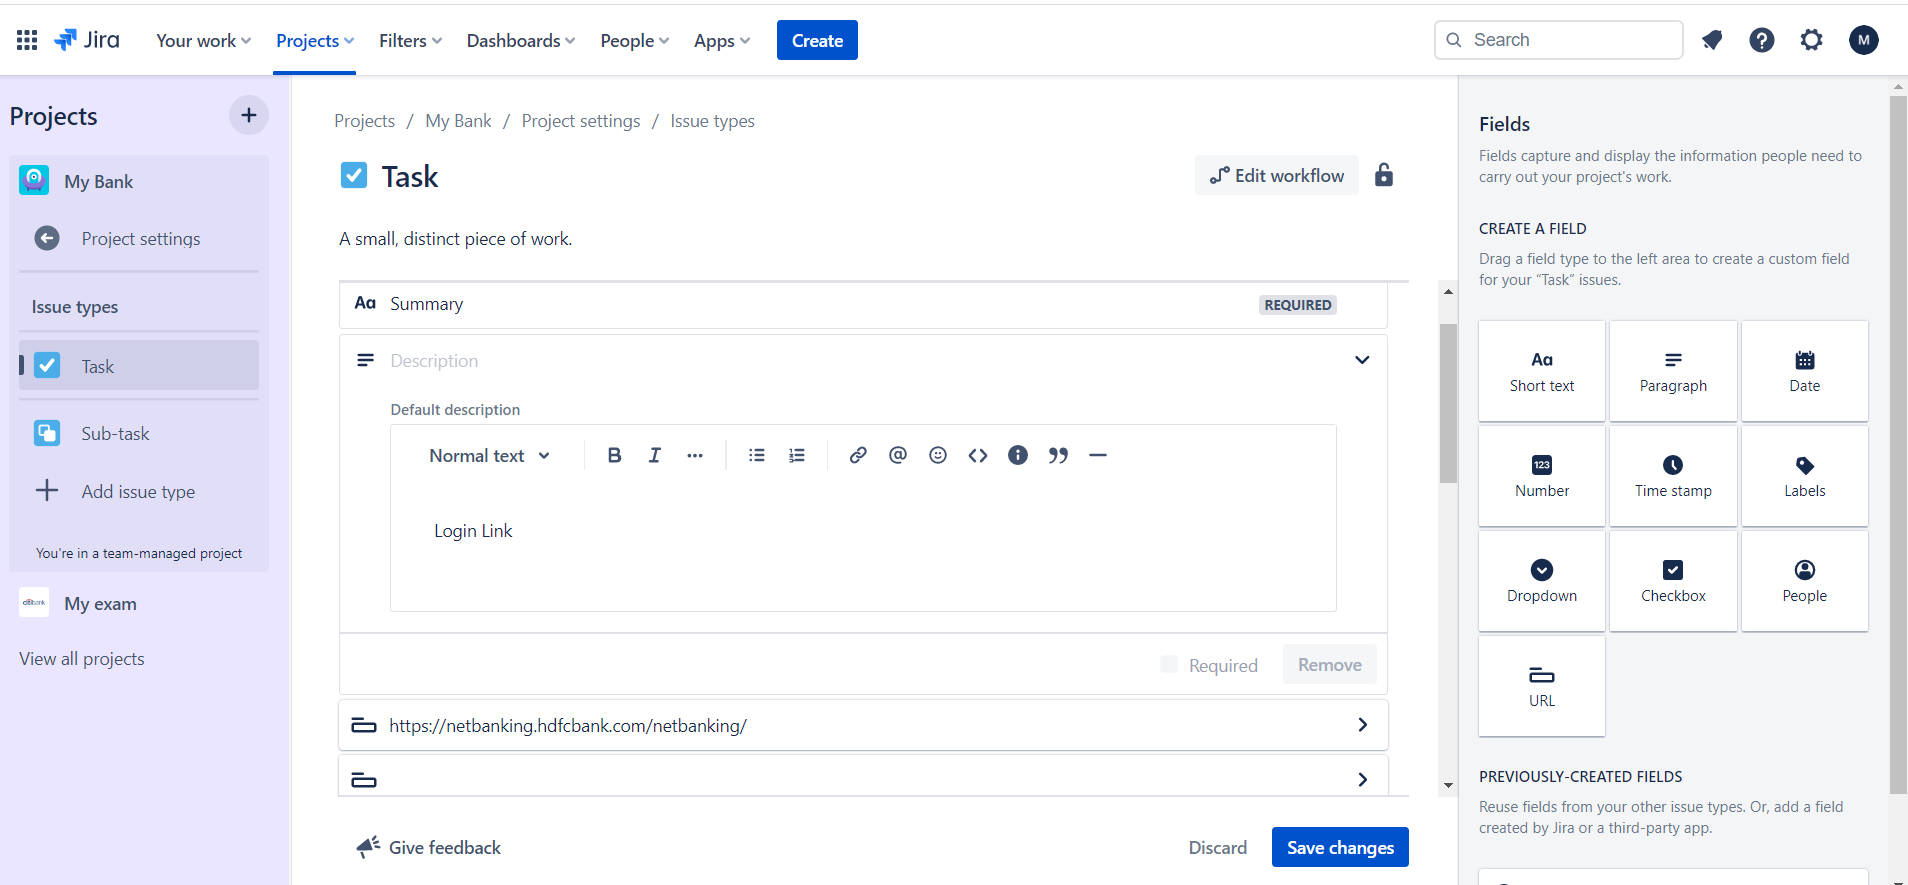 Jira
Your work
Projects
Filters
Dashboards
People
Apps
Create
Search
M
Projects
My Bank
Project settings
Issue types
Task
Sub-task
Add issue type
You're in a team-managed project
citibank
My exam
View all projects
Projects / My Bank / Project settings / Issue types
Task
Edit workflow
A small, distinct piece of work.
Aa Summary REQUIRED
Description
Default description
Normal text B I ...
Login Link
Required Remove
https://netbanking.hdfcbank.com/netbanking/
Give feedback
Discard Save changes
Fields
Fields capture and display the information people need to
carry out your project's work.
CREATE A FIELD
Drag a field type to the left area to create a custom field
for your “Task” issues.
Aa
Short text
Paragraph
Date
123
Number
Time stamp
Labels
Dropdown
Checkbox
People
URL
PREVIOUSLY-CREATED FIELDS
Reuse fields from your other issue types. Or, add a field
created by Jira or a third-party app.